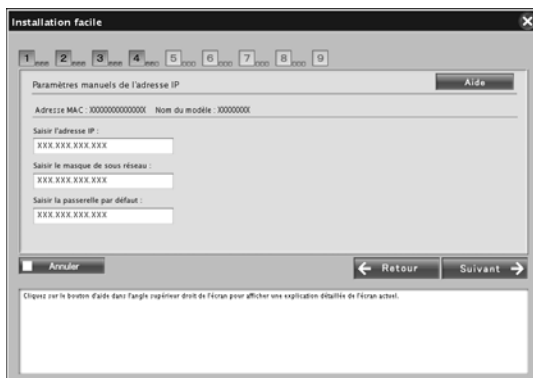 Installation facile
1 2 3 4 5 6 7 8 9
Paramètres manuels de l'adresse IP
Aide
Adresse MAC : XXXXXXXXXXXXXX Nom du modèle : XXXXXXXX
Saisir l'adresse IP :
XXX.XXX.XXX.XXX
Saisir le masque de sous réseau :
XXX.XXX.XXX.XXX
Saisir la passerelle par défaut :
XXX.XXX.XXX.XXX
Annuler
Retour
Suivant
Cliquez sur le bouton d'aide dans l'angle supérieur droit de l'écran pour afficher une explication détaillée de l'écran actuel.